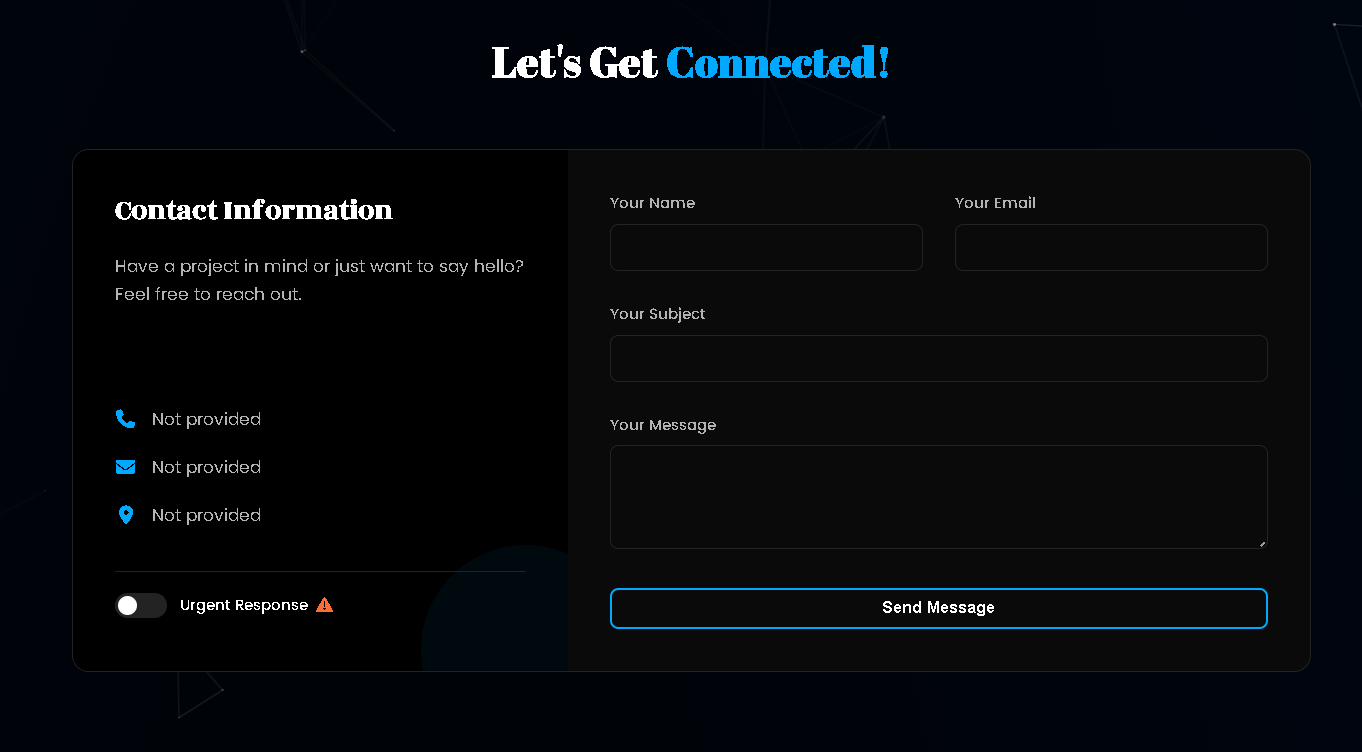 Let's Get Connected!
Contact Information
Have a project in mind or just want to say hello?
Feel free to reach out.
Not provided
Not provided
Not provided
Urgent Response
Your Name
Your Email
Your Subject
Your Message
Send Message